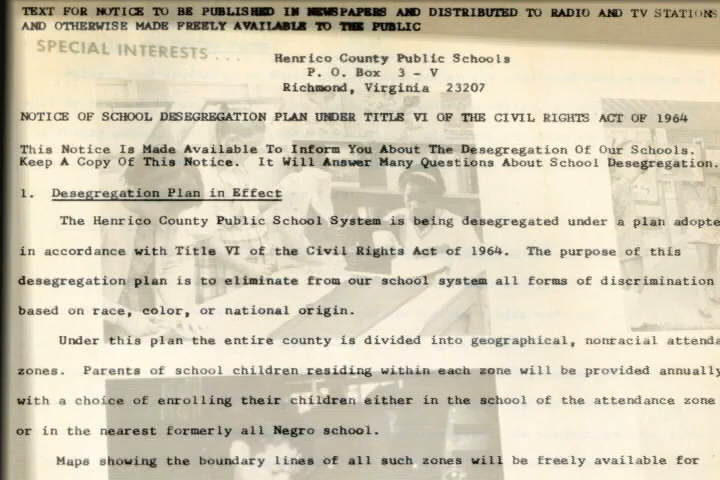 TEXT FOR NOTICE TO BE PUBLISHED IN NEWSPAPERS AND DISTRIBUTED TO RADIO AND TV STATIONS
AND OTHERWISE MADE FREELY AVAILABLE TO THE PUBLIC
SPECIAL INTERESTS ...
Henrico County Public Schools
P. O. Box 3 - V
Richmond, Virginia 23207
NOTICE OF SCHOOL DESEGREGATION PLAN UNDER TITLE VI OF THE CIVIL RIGHTS ACT OF 1964
This Notice Is Made Available To Inform You About The Desegregation Of Our Schools.
Keep A Copy Of This Notice. It Will Answer Many Questions About School Desegregation.
1. Desegregation Plan in Effect
The Henrico County Public School System is being desegregated under a plan adopte
in accordance with Title VI of the Civil Rights Act of 1964. The purpose of this
desegregation plan is to eliminate from our school system all forms of discrimination
based on race, color, or national origin.
Under this plan the entire county is divided into geographical, nonracial attenda
zones. Parents of school children residing within each zone will be provided annually
with a choice of enrolling their children either in the school of the attendance zone
or in the nearest formerly all Negro school.
Maps showing the boundary lines of all such zones will be freely available for